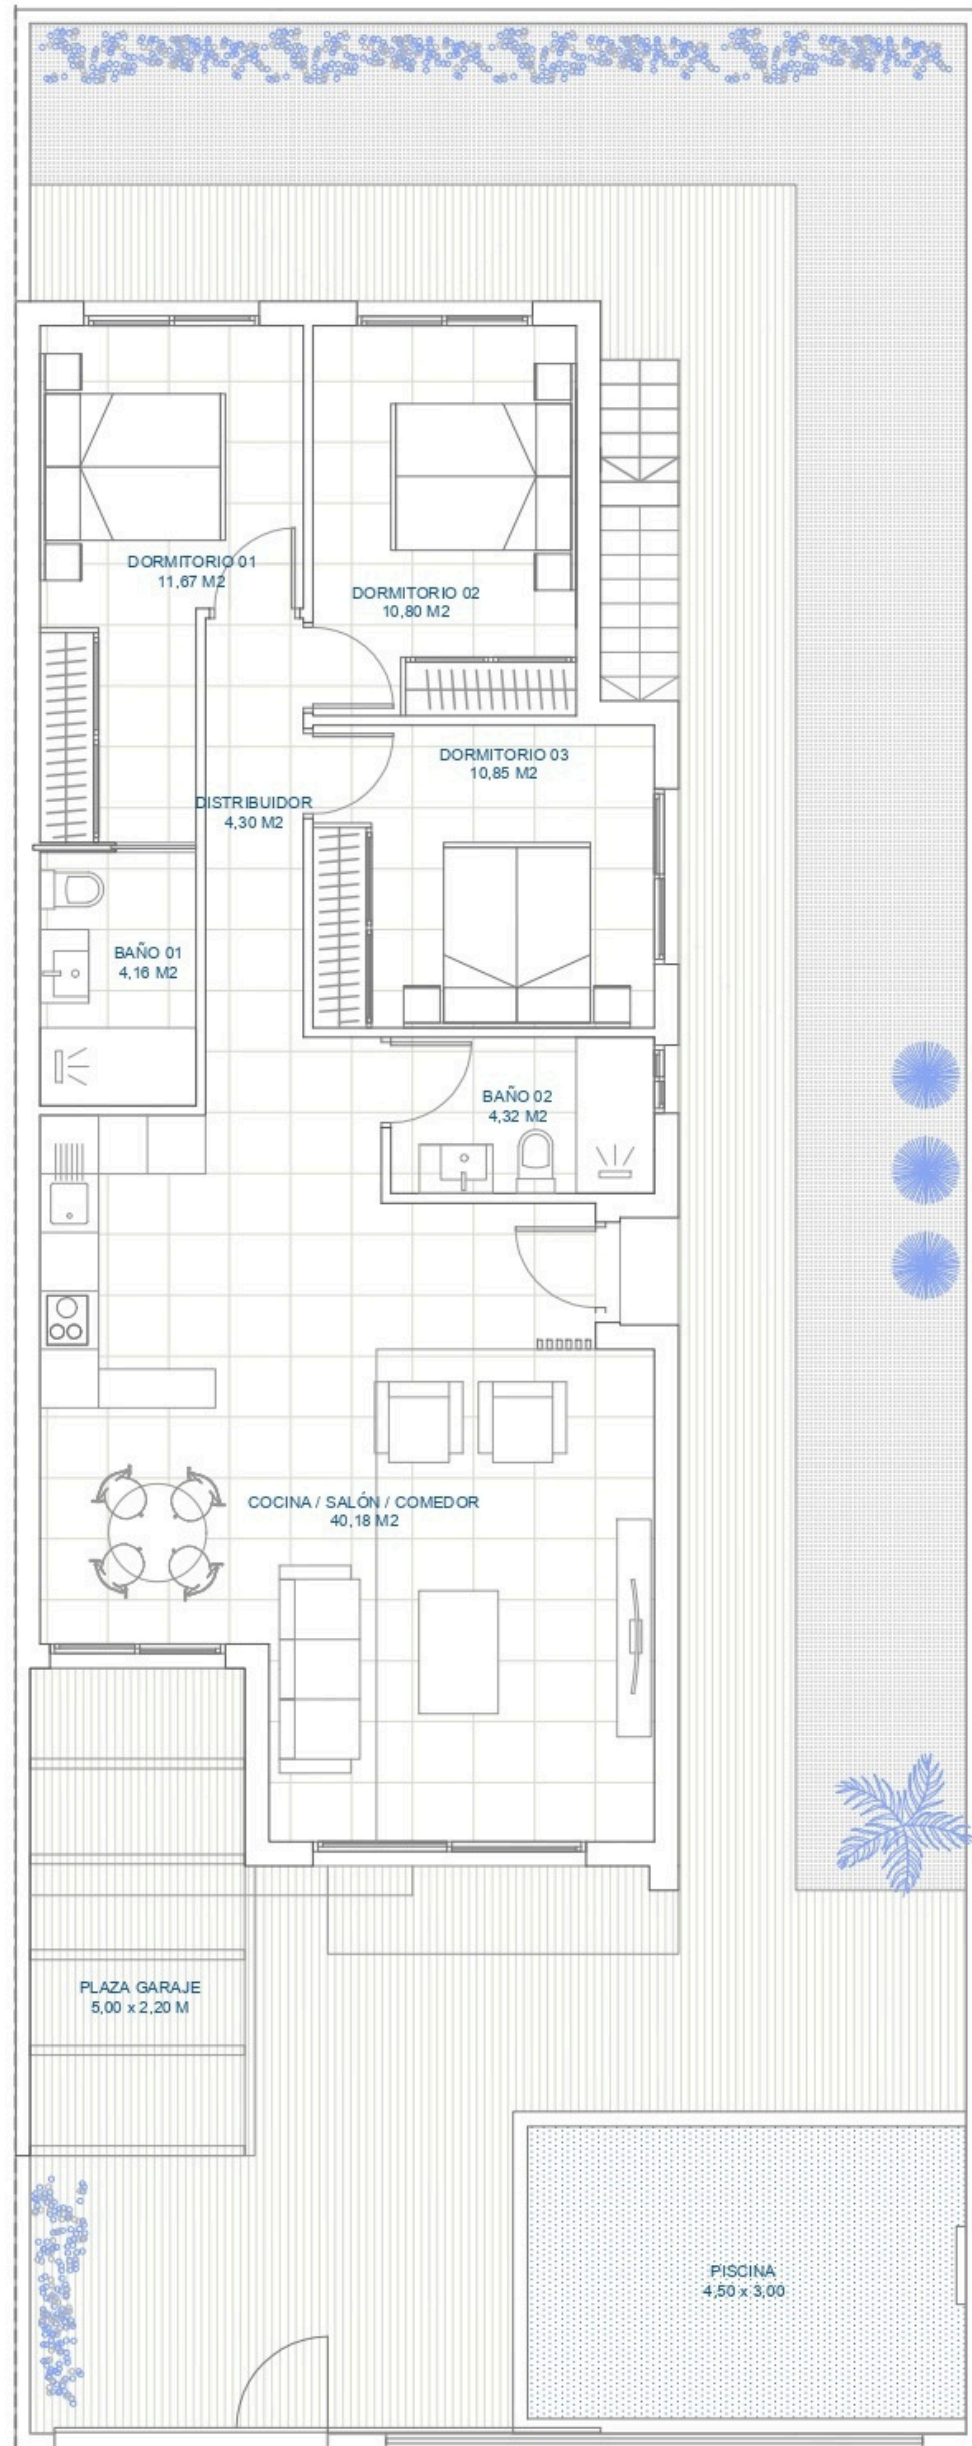 DORMITORIO 01
11,67 M2
DORMITORIO 02
10,80 M2
DORMITORIO 03
10,85 M2
DISTRIBUIDOR
4,30 M2
BAÑO 01
4,16 M2
BAÑO 02
4,32 M2
COCINA / SALÓN / COMEDOR
40,18 M2
PLAZA GARAJE
5,00 x 2,20 M
PISCINA
4,50 x 3,00